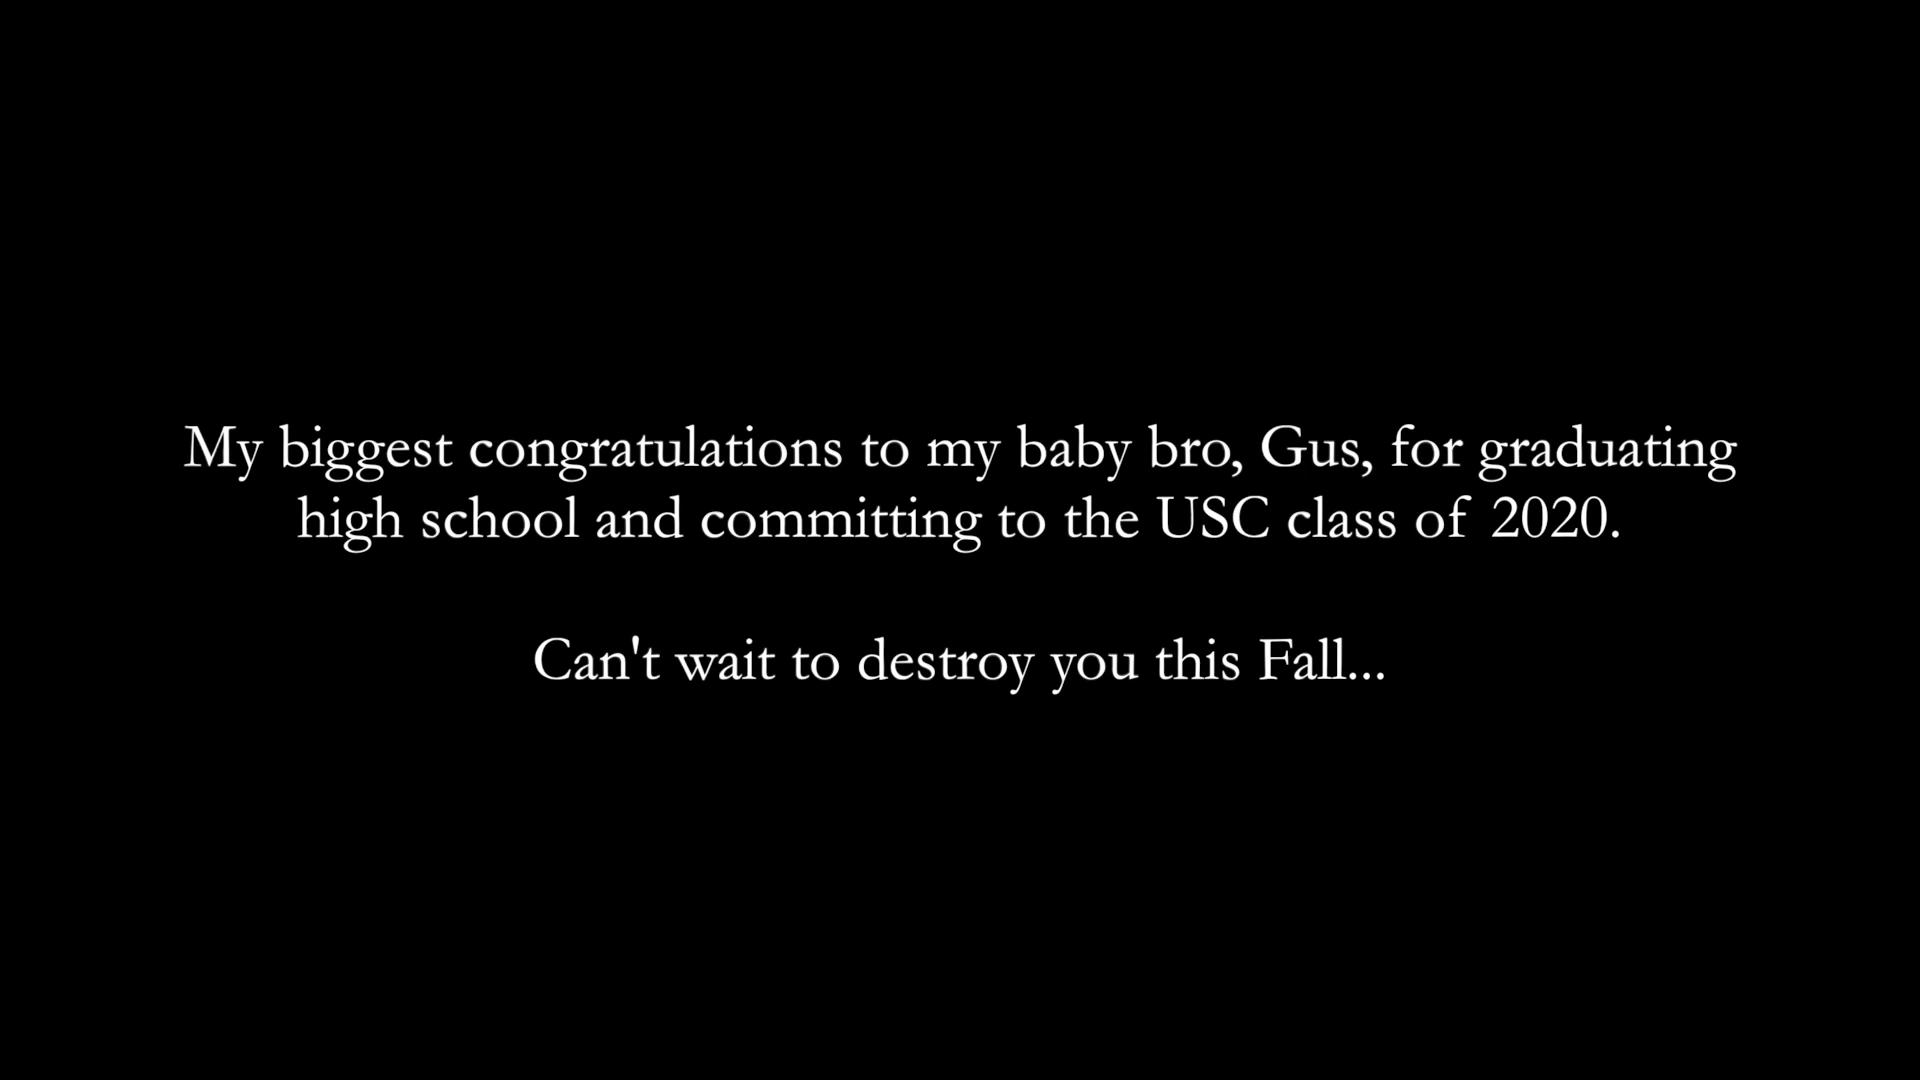 My biggest congratulations to my baby bro, Gus, for graduating
high school and committing to the USC class of 2020.
Can't wait to destroy you this Fall...